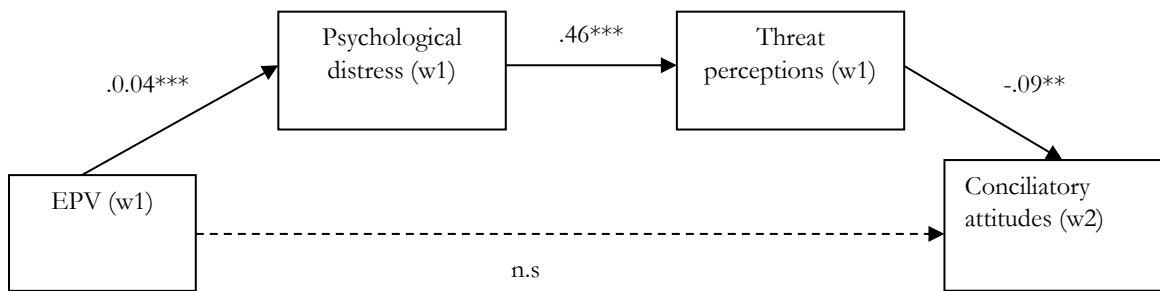 Psychological
distress (w1)
.46***
Threat
perceptions (w1)
.0.04***
-.09**
EPV (w1)
Conciliatory
attitudes (w2)
n.s